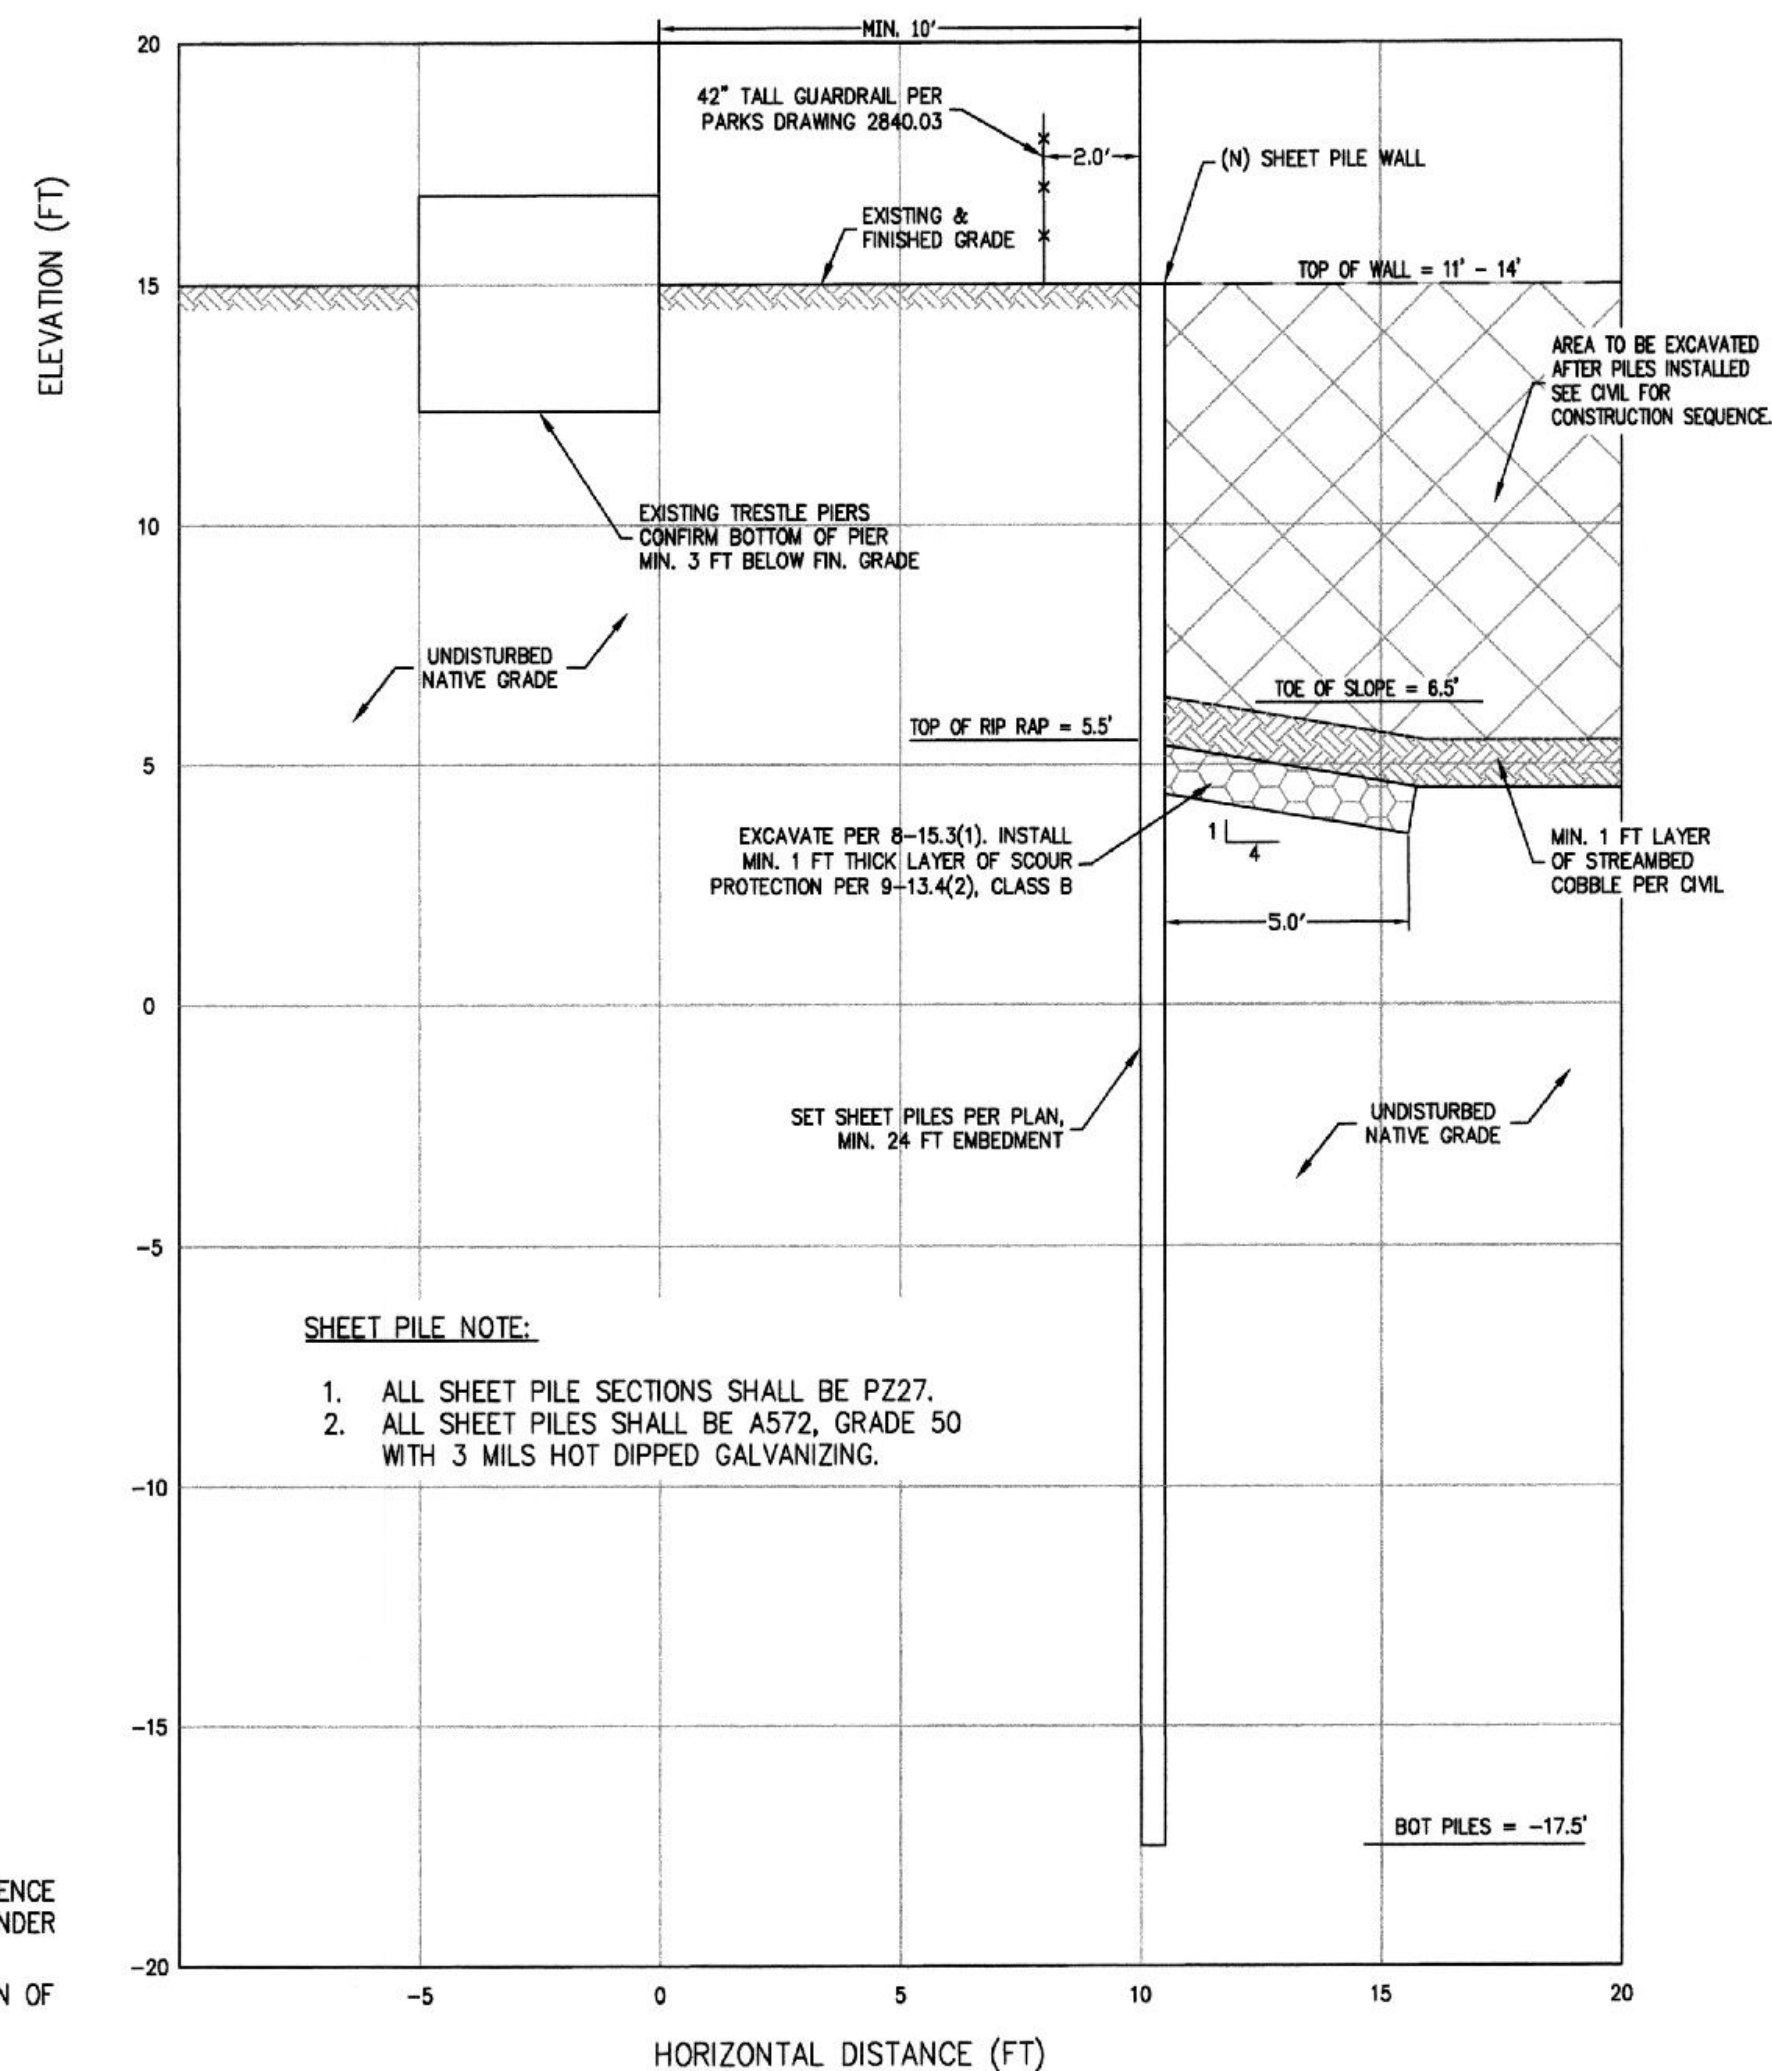 MIN. 10'
20
42" TALL GUARDRAIL PER
PARKS DRAWING 2840.03
2.0'
(N) SHEET PILE WALL
ELEVATION (FT)
EXISTING &
FINISHED GRADE
15
TOP OF WALL = 11' - 14'
AREA TO BE EXCAVATED
AFTER PILES INSTALLED
SEE CIVIL FOR
CONSTRUCTION SEQUENCE.
10
EXISTING TRESTLE PIERS
CONFIRM BOTTOM OF PIER
MIN. 3 FT BELOW FIN. GRADE
UNDISTURBED
NATIVE GRADE
TOE OF SLOPE = 6.5'
TOP OF RIP RAP = 5.5'
5
EXCAVATE PER 8-15.3(1). INSTALL
MIN. 1 FT THICK LAYER OF SCOUR
PROTECTION PER 9-13.4(2), CLASS B
1
4
MIN. 1 FT LAYER
OF STREAMBED
COBBLE PER CIVIL
5.0'
0
SET SHEET PILES PER PLAN,
MIN. 24 FT EMBEDMENT
UNDISTURBED
NATIVE GRADE
-5
SHEET PILE NOTE:
1. ALL SHEET PILE SECTIONS SHALL BE PZ27.
2. ALL SHEET PILES SHALL BE A572, GRADE 50
WITH 3 MILS HOT DIPPED GALVANIZING.
-10
-15
BOT PILES = -17.5'
ENCE
NDER
-20
N OF
-5 0 5 10 15 20
HORIZONTAL DISTANCE (FT)